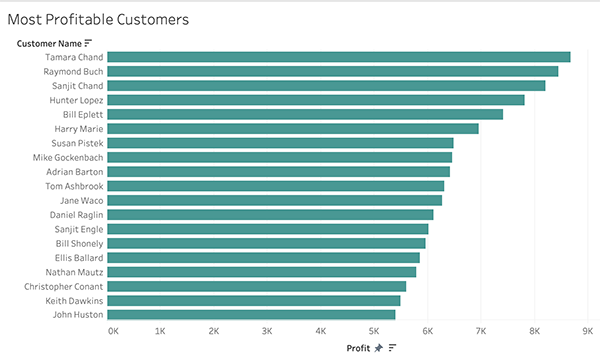 Most Profitable Customers
Customer Name
Tamara Chand
Raymond Buch
Sanjit Chand
Hunter Lopez
Bill Eplett
Harry Marie
Susan Pistek
Mike Gockenbach
Adrian Barton
Tom Ashbrook
Jane Waco
Daniel Raglin
Sanjit Engle
Bill Shonely
Ellis Ballard
Nathan Mautz
Christopher Conant
Keith Dawkins
John Huston
0K 1K 2K 3K 4K 5K 6K 7K 8K 9K
Profit